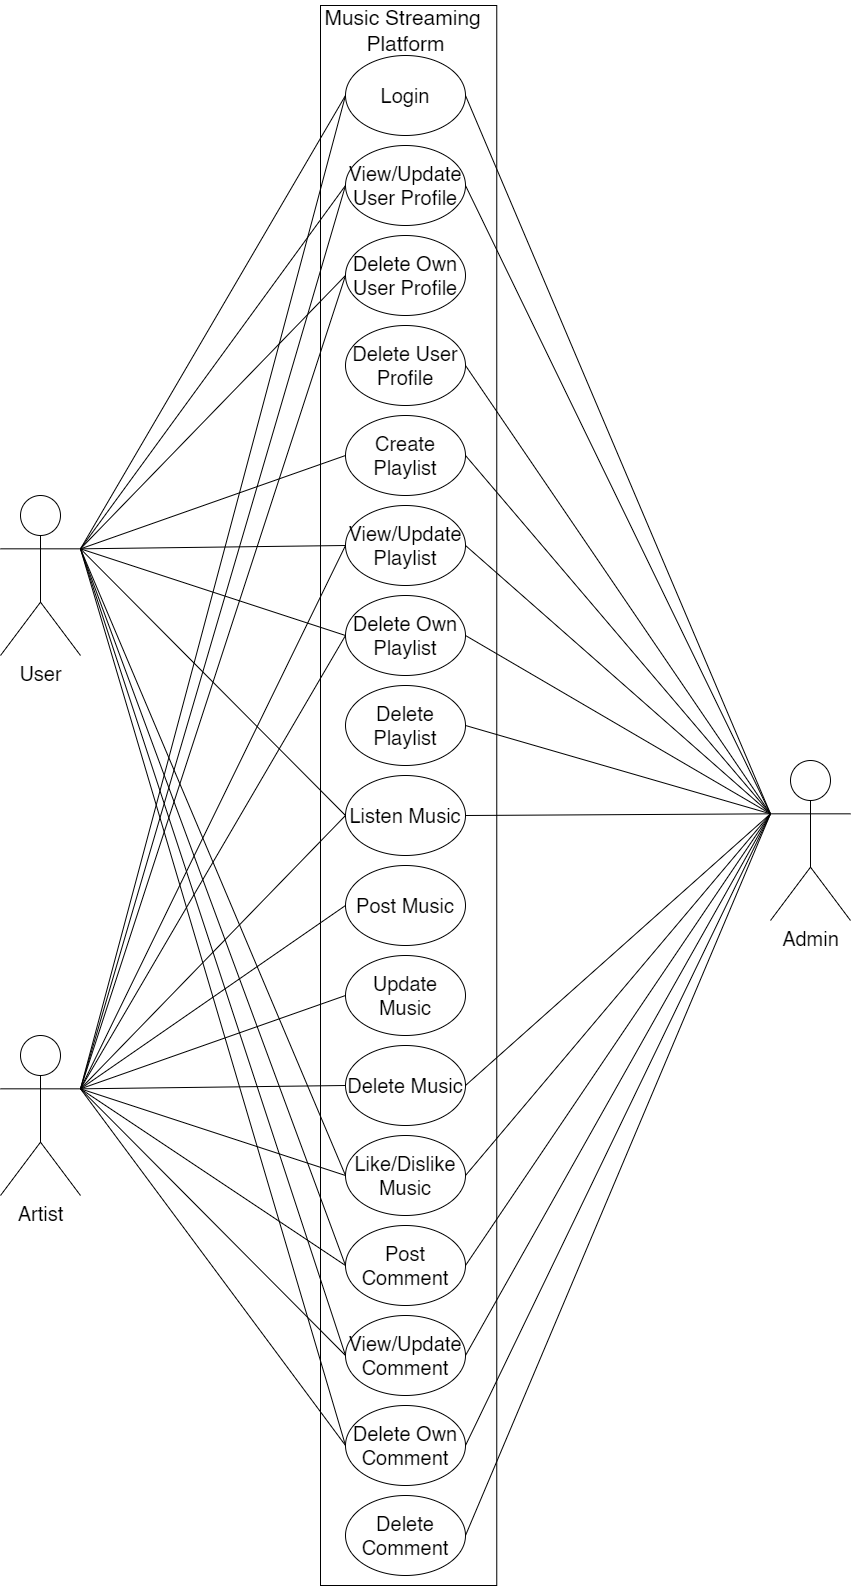 Music Streaming
Platform
Login
View/Update
User Profile
Delete Own
User Profile
Delete User
Profile
Create
Playlist
View/Update
Playlist
Delete Own
Playlist
User
Delete
Playlist
Listen Music
Post Music
Admin
Update
Music
Delete Music
Like/Dislike
Music
Artist
Post
Comment
View/Update
Comment
Delete Own
Comment
Delete
Comment